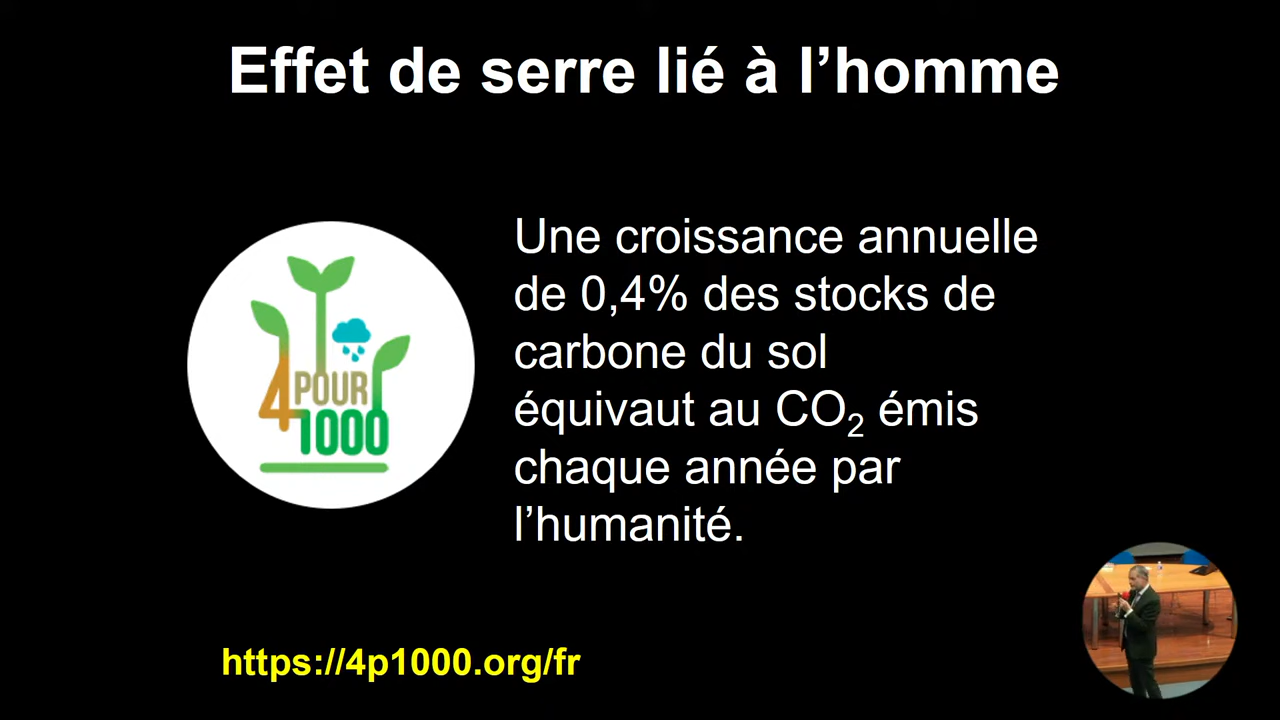 Effet de serre lié à l’homme
4 POUR
1000
Une croissance annuelle
de 0,4% des stocks de
carbone du sol
équivaut au CO₂ émis
chaque année par
l’humanité.
https://4p1000.org/fr